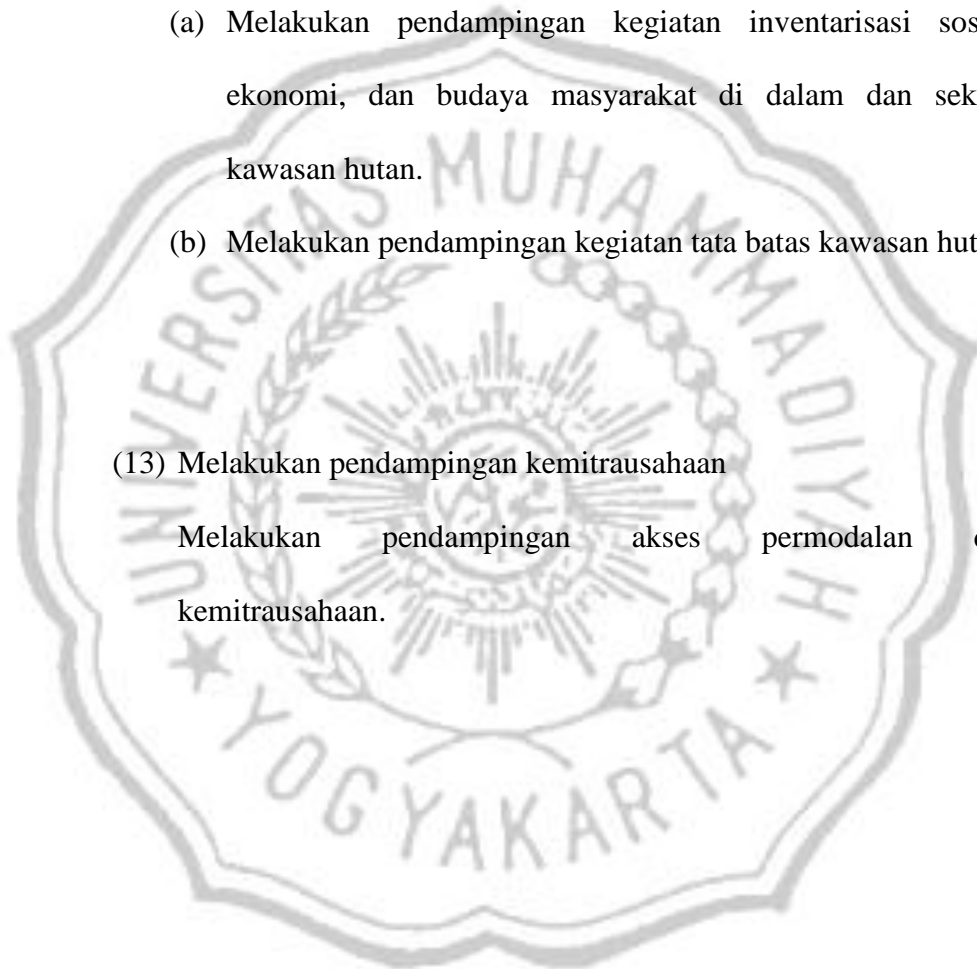 (a) Melakukan pendampingan kegiatan inventarisasi sos
ekonomi, dan budaya masyarakat di dalam dan sek
kawasan hutan.
(b) Melakukan pendampingan kegiatan tata batas kawasan hut
(13) Melakukan pendampingan kemitrausahaan
Melakukan pendampingan akses permodalan
kemitrausahaan.
UNIVERSITAS MUHAMMADIYAH
YOGYAKARTA